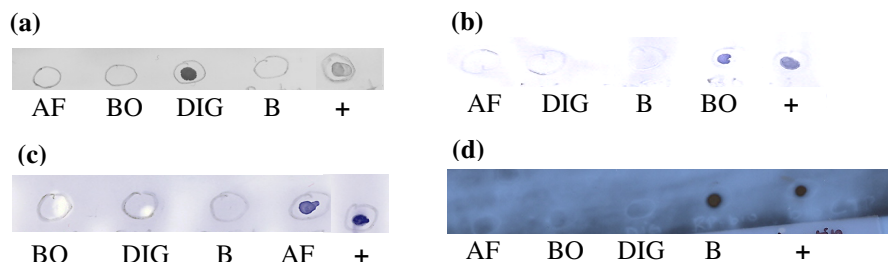 (a)
AF BO DIG B +
(b)
AF DIG B BO +
(c)
BO DIG B AF +
(d)
AF BO DIG B +